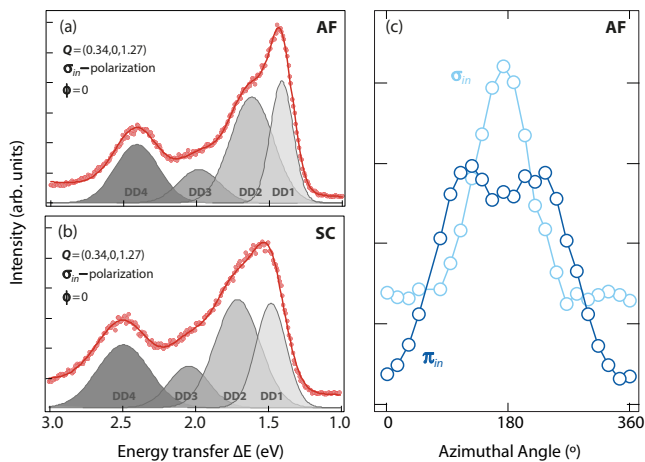 (a)
AF
Q=(0.34,0,1.27)
σin−polarization
ϕ=0
DD4
DD3
DD2
DD1
(b)
SC
Q=(0.34,0,1.27)
σin−polarization
ϕ=0
DD4
DD3
DD2
DD1
3.0
2.5
2.0
1.5
1.0
Energy transfer ΔE (eV)
Intensity (arb. units)
(c)
AF
σin
πin
0
180
360
Azimuthal Angle (º)